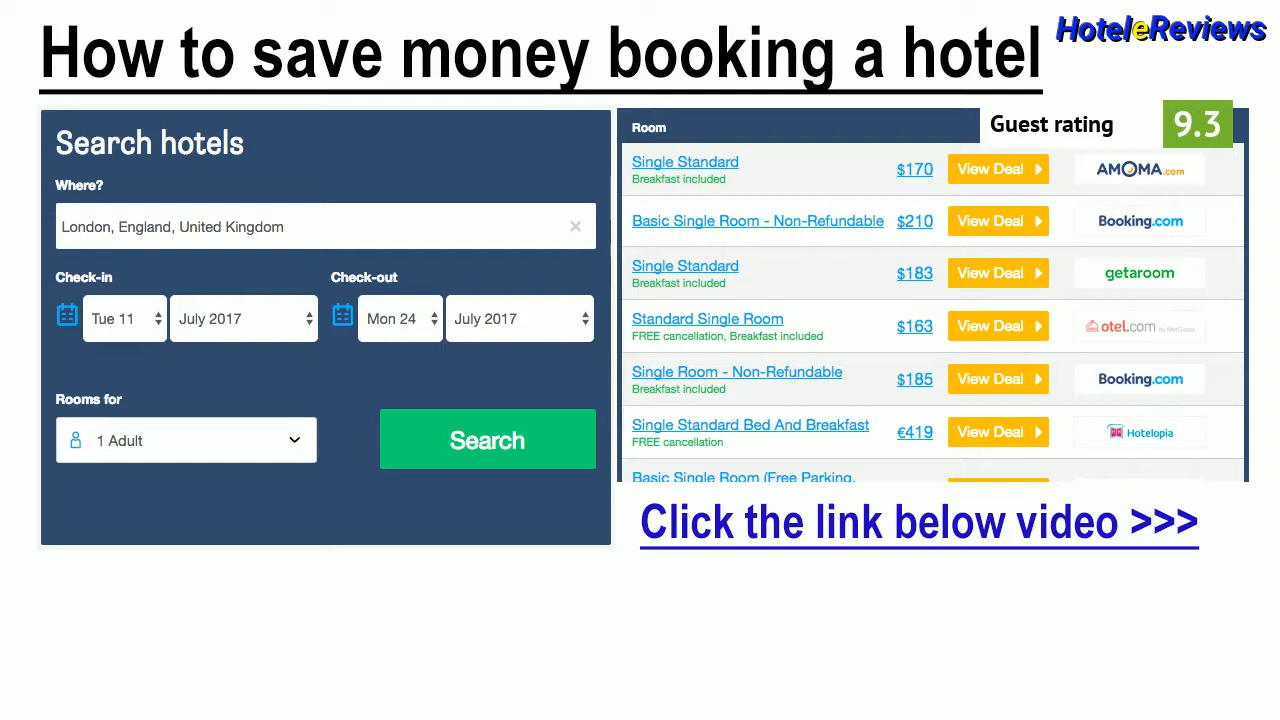 How to save money booking a hotel
HoteleReviews
Search hotels
Where?
London, England, United Kingdom
Check-in
Check-out
Tue 11
July 2017
Mon 24
July 2017
Rooms for
1 Adult
Search
Room
Guest rating
9.3
Single Standard
Breakfast included
$170
View Deal
AMOMA.com
Basic Single Room - Non-Refundable
$210
View Deal
Booking.com
Single Standard
Breakfast included
$183
View Deal
getaroom
Standard Single Room
FREE cancellation, Breakfast included
$163
View Deal
otel.com by MetGlobal
Single Room - Non-Refundable
Breakfast included
$185
View Deal
Booking.com
Single Standard Bed And Breakfast
FREE cancellation
€419
View Deal
Hotelopia
Basic Single Room (Free Parking,
Click the link below video >>>